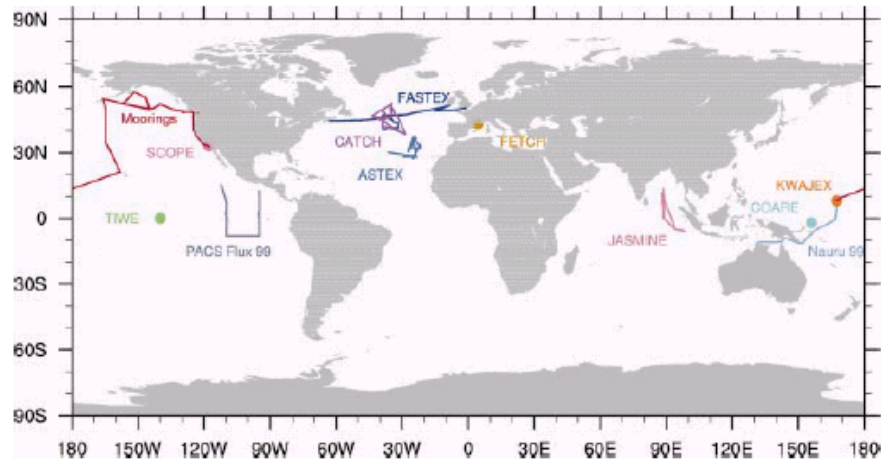 90N
60N
30N
0
30S
60S
90S
FASTEX
Moorings
SCOPE
CATCH
FETCH
ASTEX
KWAJEX
COARE
TIWE
PACS Flux 99
JASMINE
Nauru 99
180 150W 120W 90W 60W 30W 0 30E 60E 90E 120E 150E 180